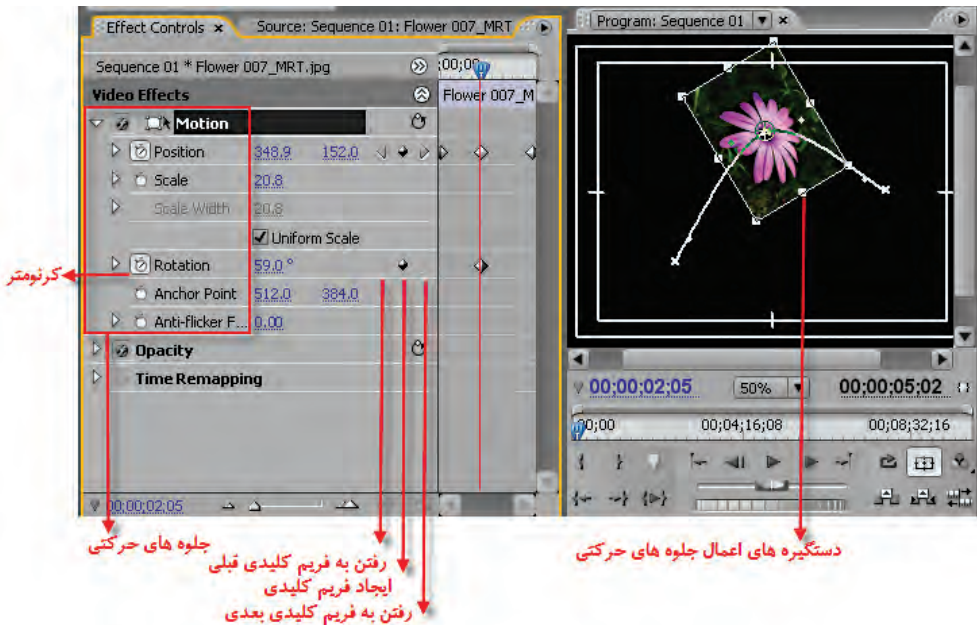 Effect Controls × Source: Sequence 01: Flower 007_MRT
Sequence 01 * Flower 007_MRT.jpg
;00;00
Video Effects
Flower 007_M
Motion
Position 348.9 152.0
Scale 20.8
Scale Width 20.8
Uniform Scale
Rotation 59.0 °
Anchor Point 512.0 384.0
Anti-flicker F... 0.00
Opacity
Time Remapping
00;00;02;05
Program: Sequence 01 ×
00;00;02;05 50% 00;00;05;02
00;00 00;04;16;08 00;08;32;16
کرنومتر
جلوه های حرکتی
رفتن به فریم کلیدی قبلی
ایجاد فریم کلیدی
رفتن به فریم کلیدی بعدی
دستگیره های اعمال جلوه های حرکتی